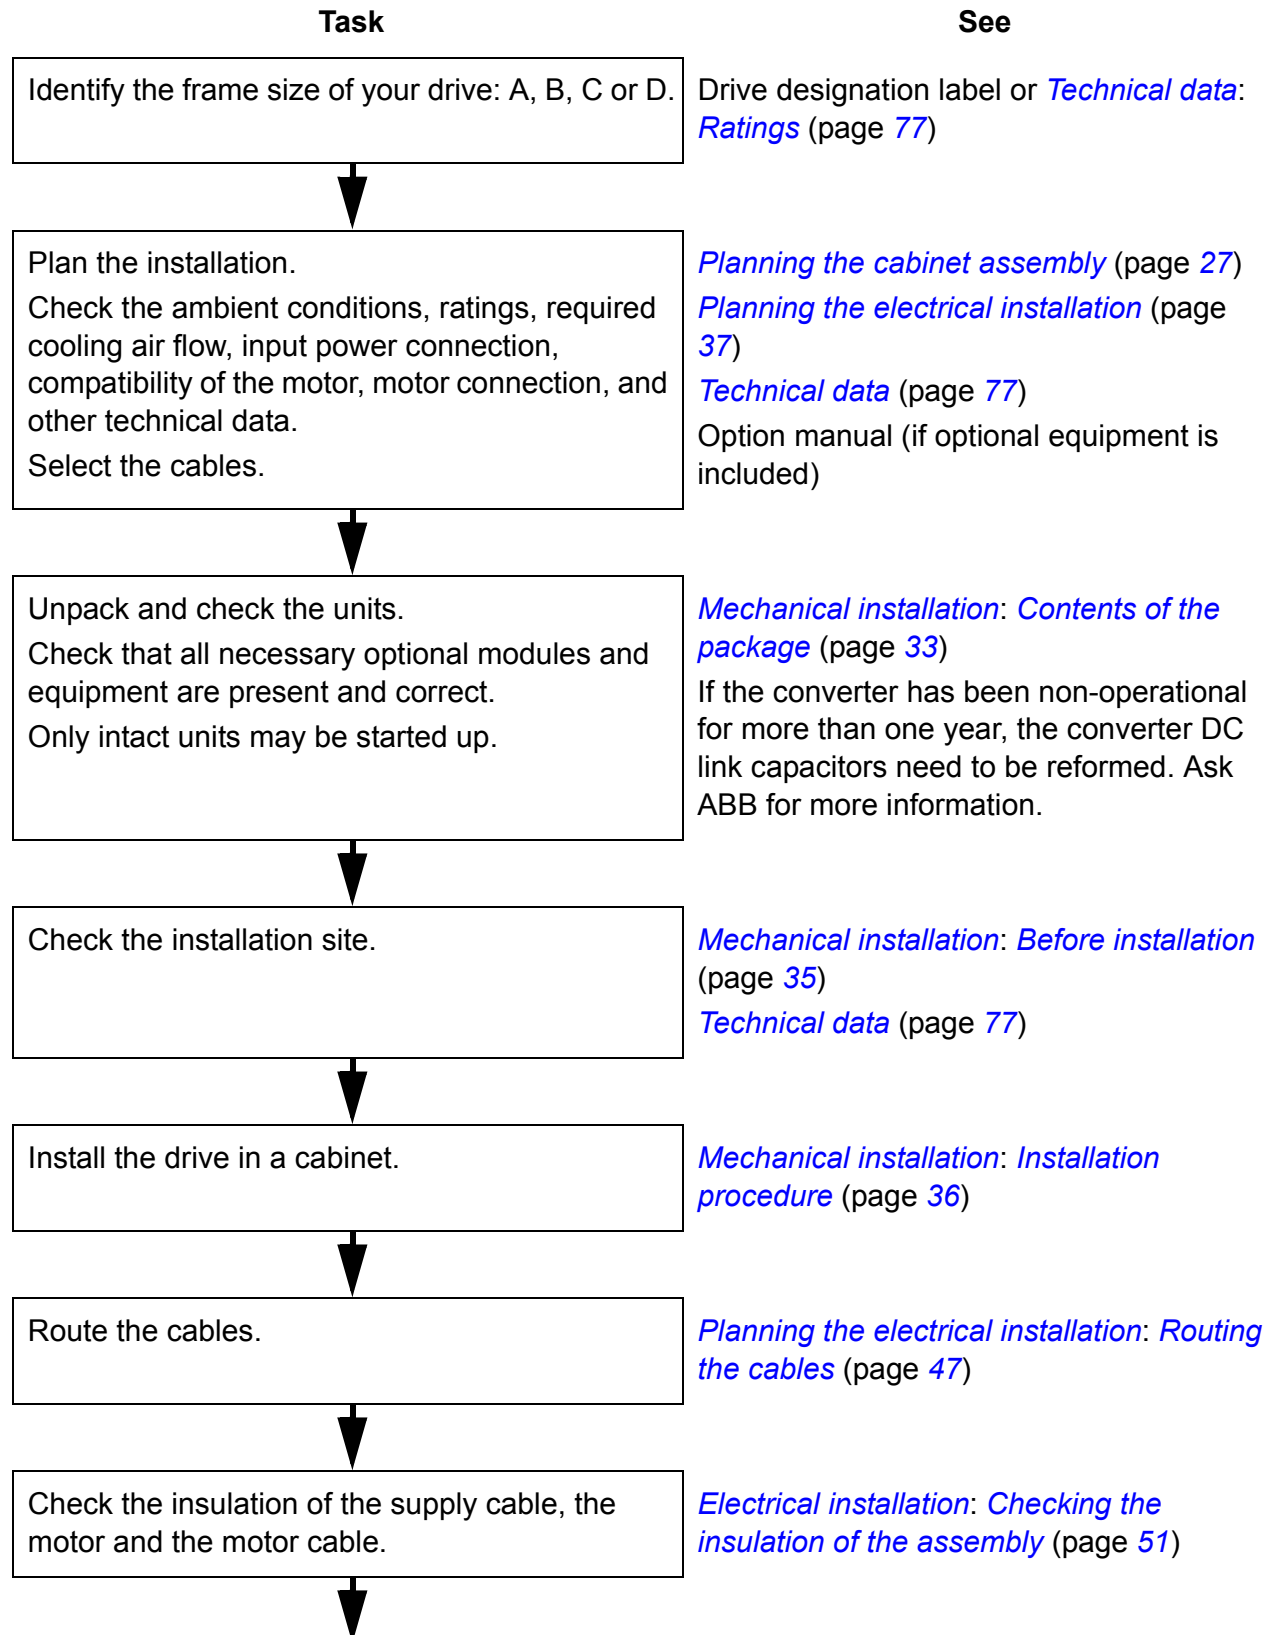 Task
See
Identify the frame size of your drive: A, B, C or D.
Drive designation label or Technical data:
Ratings (page 77)
Plan the installation.
Check the ambient conditions, ratings, required
cooling air flow, input power connection,
compatibility of the motor, motor connection, and
other technical data.
Select the cables.
Planning the cabinet assembly (page 27)
Planning the electrical installation (page
37)
Technical data (page 77)
Option manual (if optional equipment is
included)
Unpack and check the units.
Check that all necessary optional modules and
equipment are present and correct.
Only intact units may be started up.
Mechanical installation: Contents of the
package (page 33)
If the converter has been non-operational
for more than one year, the converter DC
link capacitors need to be reformed. Ask
ABB for more information.
Check the installation site.
Mechanical installation: Before installation
(page 35)
Technical data (page 77)
Install the drive in a cabinet.
Mechanical installation: Installation
procedure (page 36)
Route the cables.
Planning the electrical installation: Routing
the cables (page 47)
Check the insulation of the supply cable, the
motor and the motor cable.
Electrical installation: Checking the
insulation of the assembly (page 51)